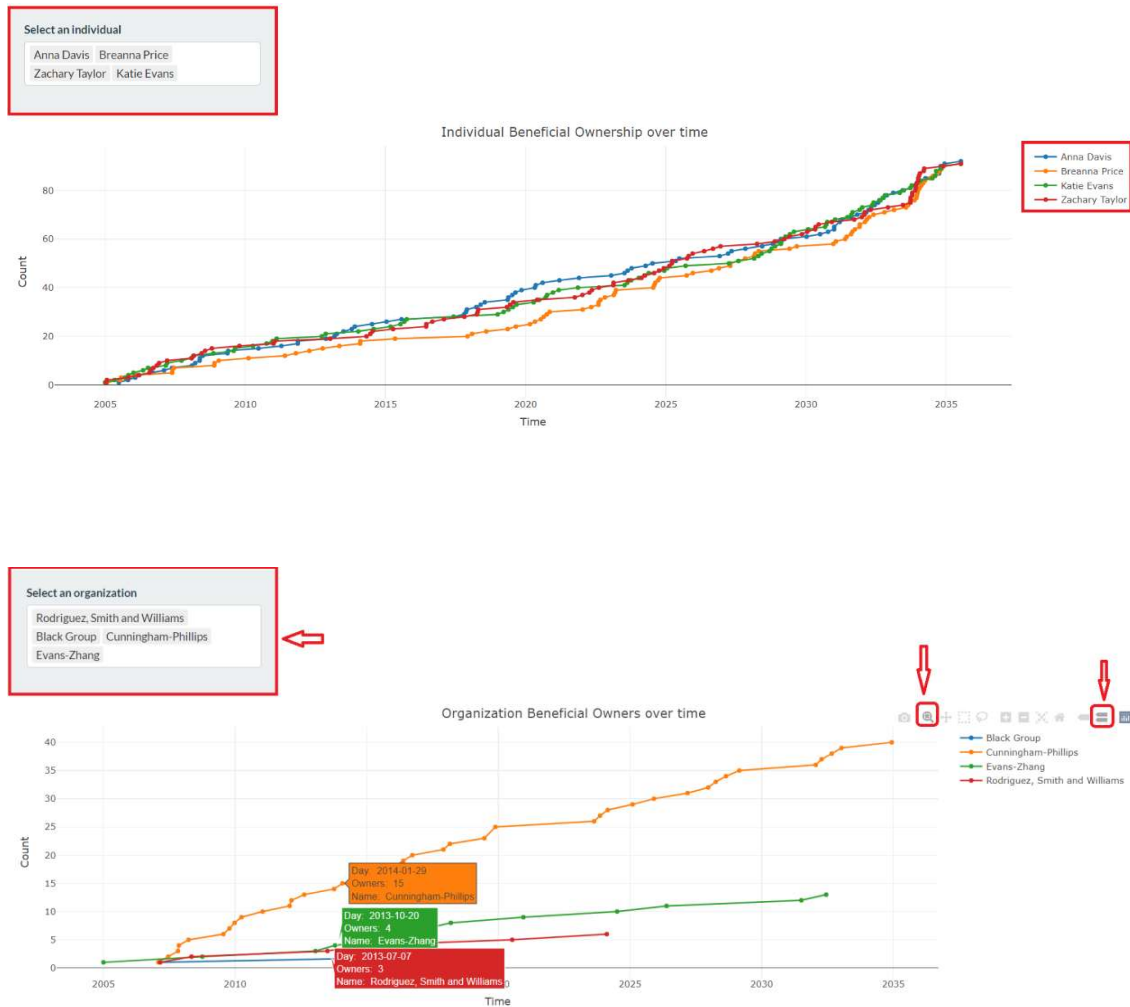 Select an individual
Anna Davis Breanna Price
Zachary Taylor Katie Evans
Individual Beneficial Ownership over time
Anna Davis
Breanna Price
Katie Evans
Zachary Taylor
80
60
40
20
0
Count
2005 2010 2015 2020 2025 2030 2035
Time
Select an organization
Rodriguez, Smith and Williams
Black Group Cunningham-Phillips
Evans-Zhang
Organization Beneficial Owners over time
Black Group
Cunningham-Phillips
Evans-Zhang
Rodriguez, Smith and Williams
40
35
30
25
20
15
10
5
0
Count
Day: 2014-01-29
Owners: 15
Name: Cunningham-Phillips
Day: 2013-10-20
Owners: 4
Name: Evans-Zhang
Day: 2013-07-07
Owners: 3
Name: Rodriguez, Smith and Williams
2005 2010 20 2025 2030 2035
Time